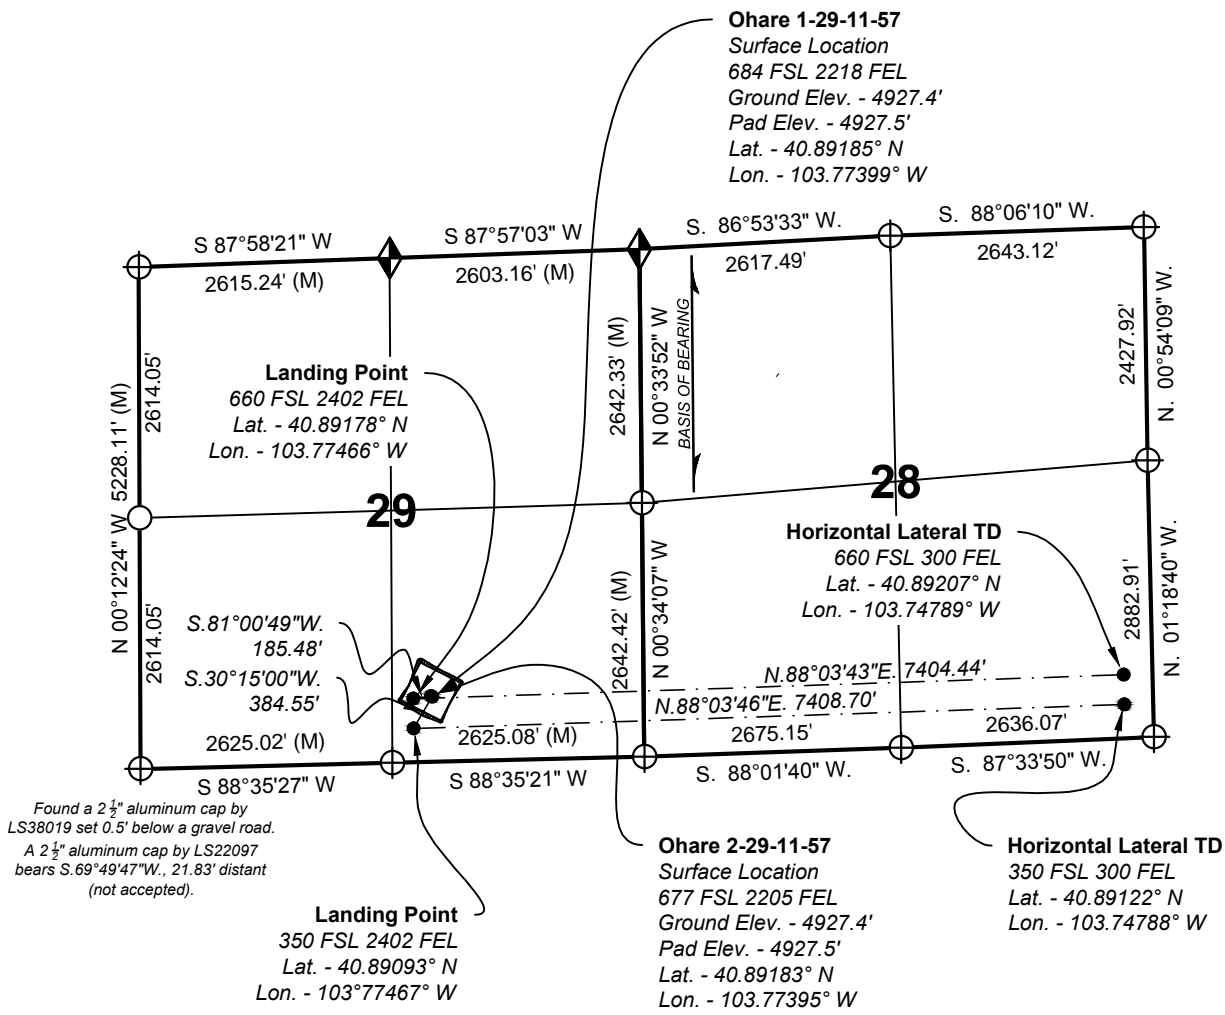 Ohare 1-29-11-57
Surface Location
684 FSL 2218 FEL
Ground Elev. - 4927.4'
Pad Elev. - 4927.5'
Lat. - 40.89185° N
Lon. - 103.77399° W
S 87°58'21" W
2615.24' (M)
S 87°57'03" W
2603.16' (M)
S. 86°53'33" W.
2617.49'
S. 88°06'10" W.
2643.12'
N 00°12'24" W 5228.11' (M)
2614.05'
2614.05'
Landing Point
660 FSL 2402 FEL
Lat. - 40.89178° N
Lon. - 103.77466° W
2642.33' (M)
N 00°33'52" W
BASIS OF BEARING
2427.92'
N. 00°54'09" W.
29
28
Horizontal Lateral TD
660 FSL 300 FEL
Lat. - 40.89207° N
Lon. - 103.74789° W
2642.42' (M)
N 00°34'07" W
2882.91'
N. 01°18'40" W.
S.81°00'49"W.
185.48'
S.30°15'00"W.
384.55'
N.88°03'43"E. 7404.44'
N.88°03'46"E. 7408.70'
2625.02' (M)
S 88°35'27" W
2625.08' (M)
S 88°35'21" W
2675.15'
S. 88°01'40" W.
2636.07'
S. 87°33'50" W.
Found a 2 1/2" aluminum cap by
LS38019 set 0.5' below a gravel road.
A 2 1/2" aluminum cap by LS22097
bears S.69°49'47"W., 21.83' distant
(not accepted).
Landing Point
350 FSL 2402 FEL
Lat. - 40.89093° N
Lon. - 103°77467° W
Ohare 2-29-11-57
Surface Location
677 FSL 2205 FEL
Ground Elev. - 4927.4'
Pad Elev. - 4927.5'
Lat. - 40.89183° N
Lon. - 103.77395° W
Horizontal Lateral TD
350 FSL 300 FEL
Lat. - 40.89122° N
Lon. - 103.74788° W